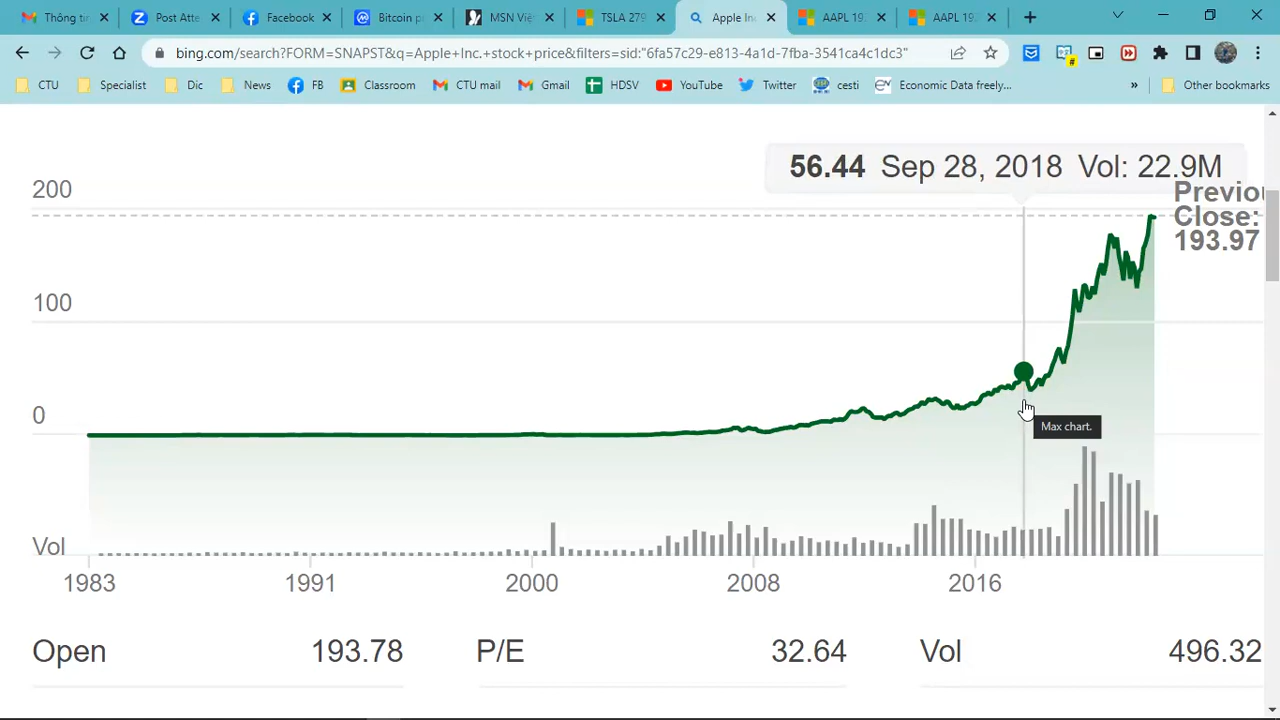 Thông ti
Post Atte
Facebook
Bitcoin p
MSN Việ
TSLA 279
Apple Inc
AAPL 19
AAPL 19
bing.com/search?FORM=SNAPST&q=Apple+Inc.+stock+price&filters=sid:"6fa57c29-e813-4a1d-7fba-3541ca4c1dc3"
CTU
Specialist
Dic
News
FB
Classroom
CTU mail
Gmail
HDSV
YouTube
Twitter
cesti
Economic Data freely...
»
Other bookmarks
56.44 Sep 28, 2018 Vol: 22.9M
200
Previo
Close:
193.97
100
0
Max chart.
Vol
1983 1991 2000 2008 2016
Open 193.78 P/E 32.64 Vol 496.32